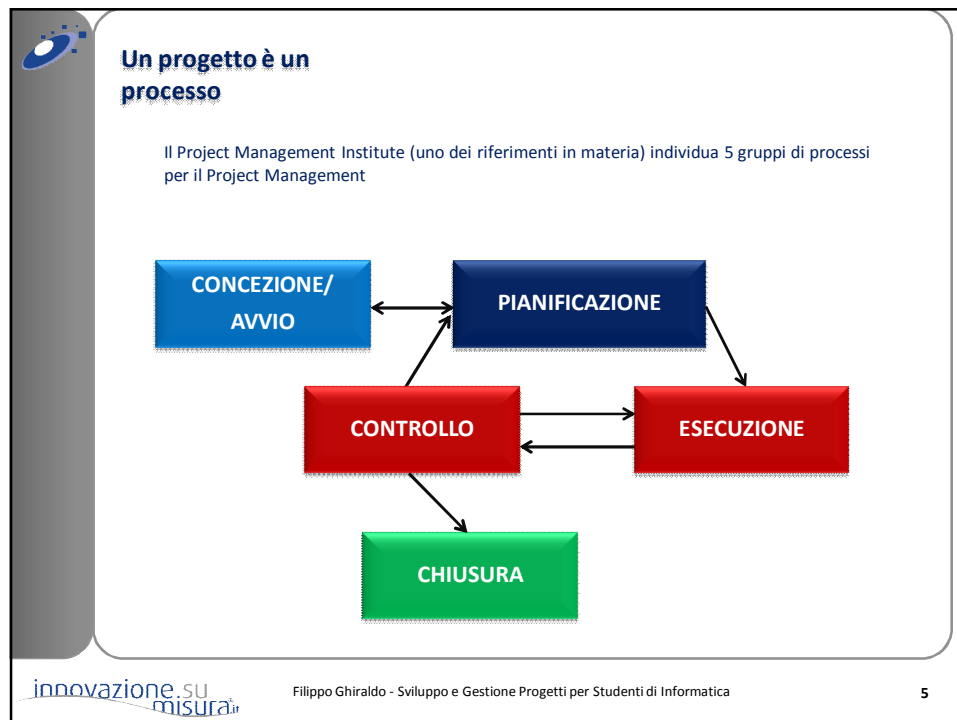 Un progetto è un
processo
Il Project Management Institute (uno dei riferimenti in materia) individua 5 gruppi di processi
per il Project Management
CONCEZIONE/
AVVIO
PIANIFICAZIONE
CONTROLLO
ESECUZIONE
CHIUSURA
innovazione.su
misura.it
Filippo Ghiraldo - Sviluppo e Gestione Progetti per Studenti di Informatica
5